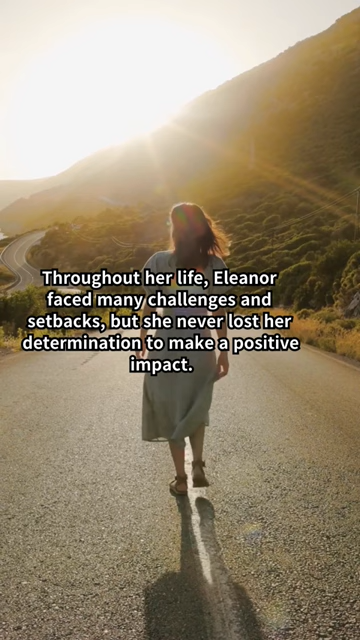 Throughout her life, Eleanor
faced many challenges and
setbacks, but she never lost her
determination to make a positive
impact.